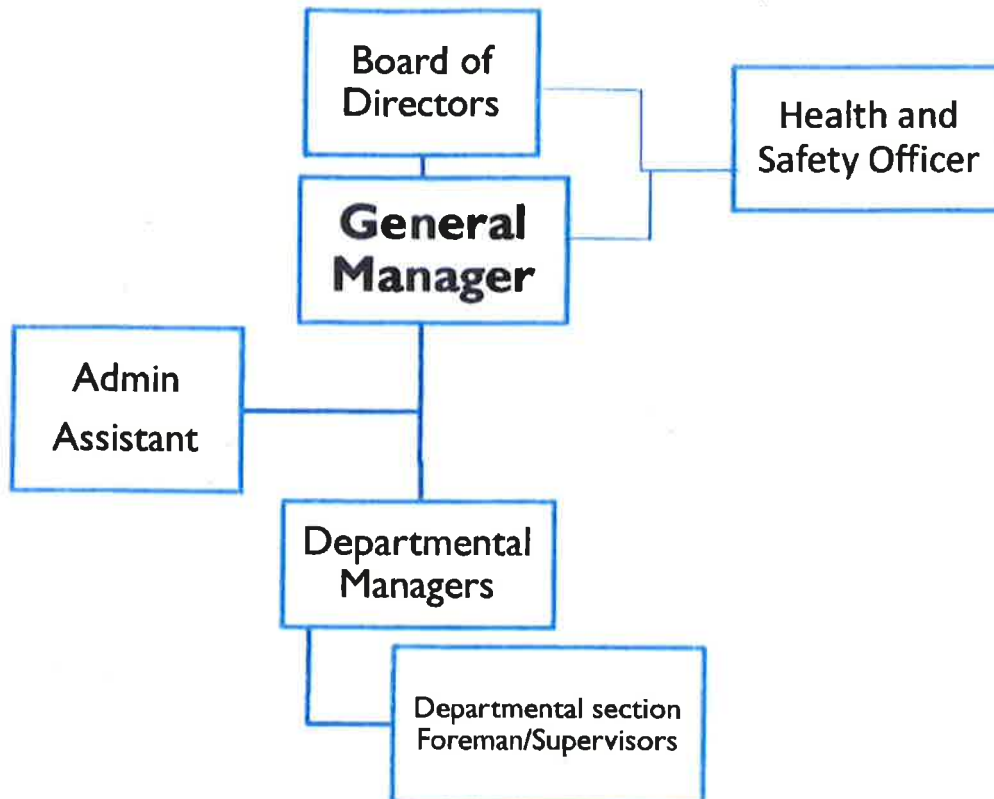 Board of
Directors
Health and
Safety Officer
General
Manager
Admin
Assistant
Departmental
Managers
Departmental section
Foreman/Supervisors